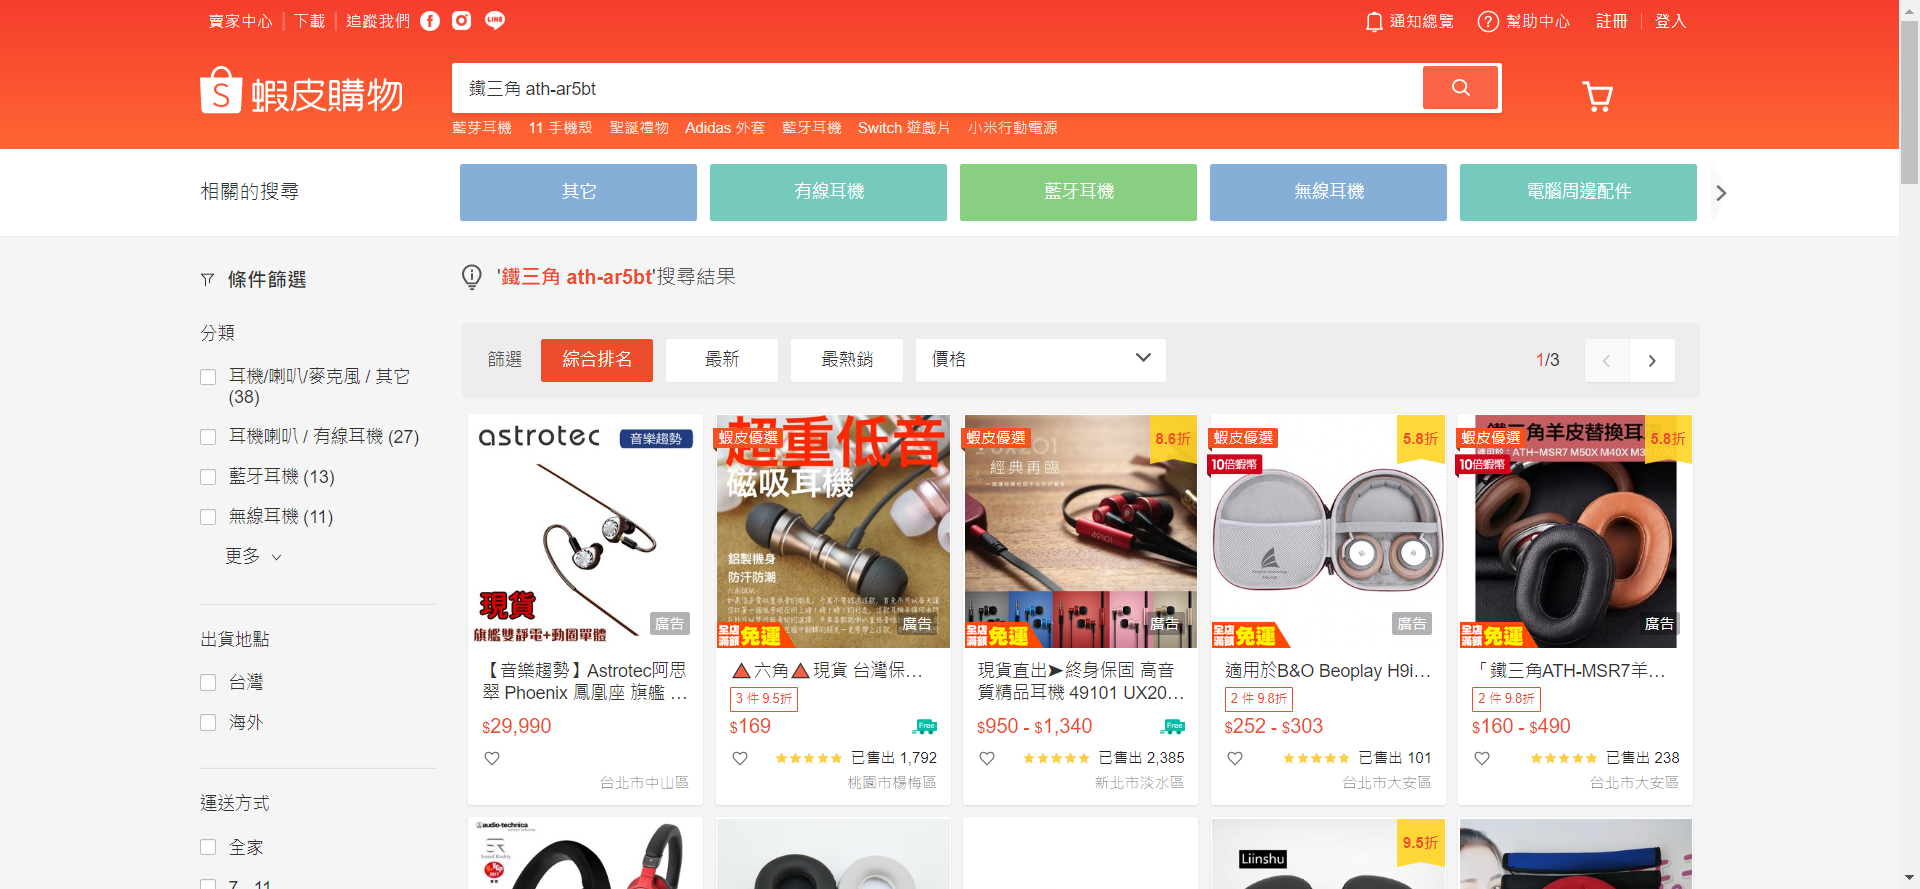 賣家中心
下載
追蹤我們
通知總覽
幫助中心
註冊
登入
蝦皮購物
鐵三角 ath-ar5bt
藍芽耳機 11 手機殼 聖誕禮物 Adidas 外套 藍牙耳機 Switch 遊戲片 小米行動電源
相關的搜尋
其它
有線耳機
藍牙耳機
無線耳機
電腦周邊配件
條件篩選
分類
耳機/喇叭/麥克風 / 其它
(38)
耳機喇叭 / 有線耳機 (27)
藍牙耳機 (13)
無線耳機 (11)
更多
出貨地點
台灣
海外
運送方式
全家
7 - 11
'鐵三角 ath-ar5bt'搜尋結果
篩選
綜合排名
最新
最熱銷
價格
1/3
astrotec
音樂趨勢
現貨
旗艦雙靜電+動圈單體
廣告
【音樂趨勢】Astrotec阿思
翠 Phoenix 鳳凰座 旗艦 ...
$29,990
台北市中山區
蝦皮優選
超重低音
磁吸耳機
鋁製機身
防汗防潮
全店
滿額
免運
廣告
🔺六角🔺現貨 台灣保...
3 件 9.5折
$169
Free
已售出 1,792
桃園市楊梅區
蝦皮優選
8.6折
經典再臨
49101
廣告
全店
滿額
免運
現貨直出➤終身保固 高音
質精品耳機 49101 UX20...
$950 - $1,340
Free
已售出 2,385
新北市淡水區
蝦皮優選
10倍蝦幣
5.8折
全店
滿額
免運
廣告
適用於B&O Beoplay H9i...
2 件 9.8折
$252 - $303
已售出 101
台北市大安區
蝦皮優選
10倍蝦幣
5.8折
鐵三角羊皮替換耳
適用於：ATH-MSR7 M50X M40X M3
全店
滿額
免運
廣告
「鐵三角ATH-MSR7羊...
2 件 9.8折
$160 - $490
已售出 238
台北市大安區
audio-technica
Sound Reality
Liinshu
9.5折